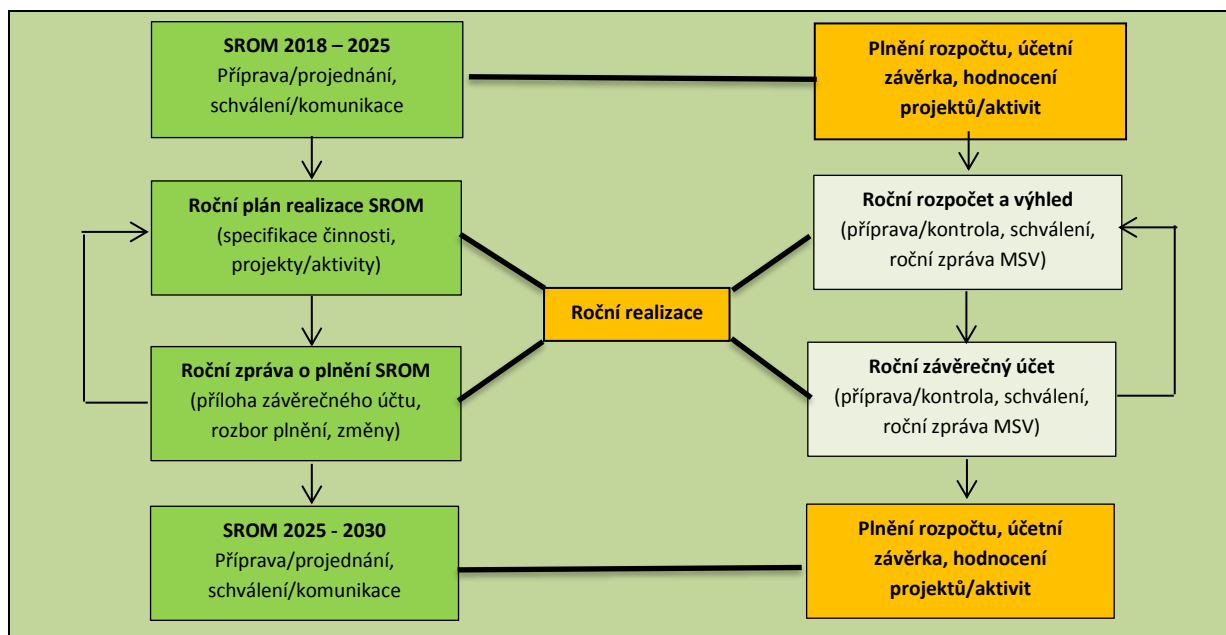 SROM 2018 – 2025
Příprava/projednání,
schválení/komunikace
Plnění rozpočtu, účetní
závěrka, hodnocení
projektů/aktivit
Roční plán realizace SROM
(specifikace činnosti,
projekty/aktivity)
Roční rozpočet a výhled
(příprava/kontrola, schválení,
roční zpráva MSV)
Roční realizace
Roční zpráva o plnění SROM
(příloha závěrečného účtu,
rozbor plnění, změny)
Roční závěrečný účet
(příprava/kontrola, schválení,
roční zpráva MSV)
SROM 2025 - 2030
Příprava/projednání,
schválení/komunikace
Plnění rozpočtu, účetní
závěrka, hodnocení
projektů/aktivit